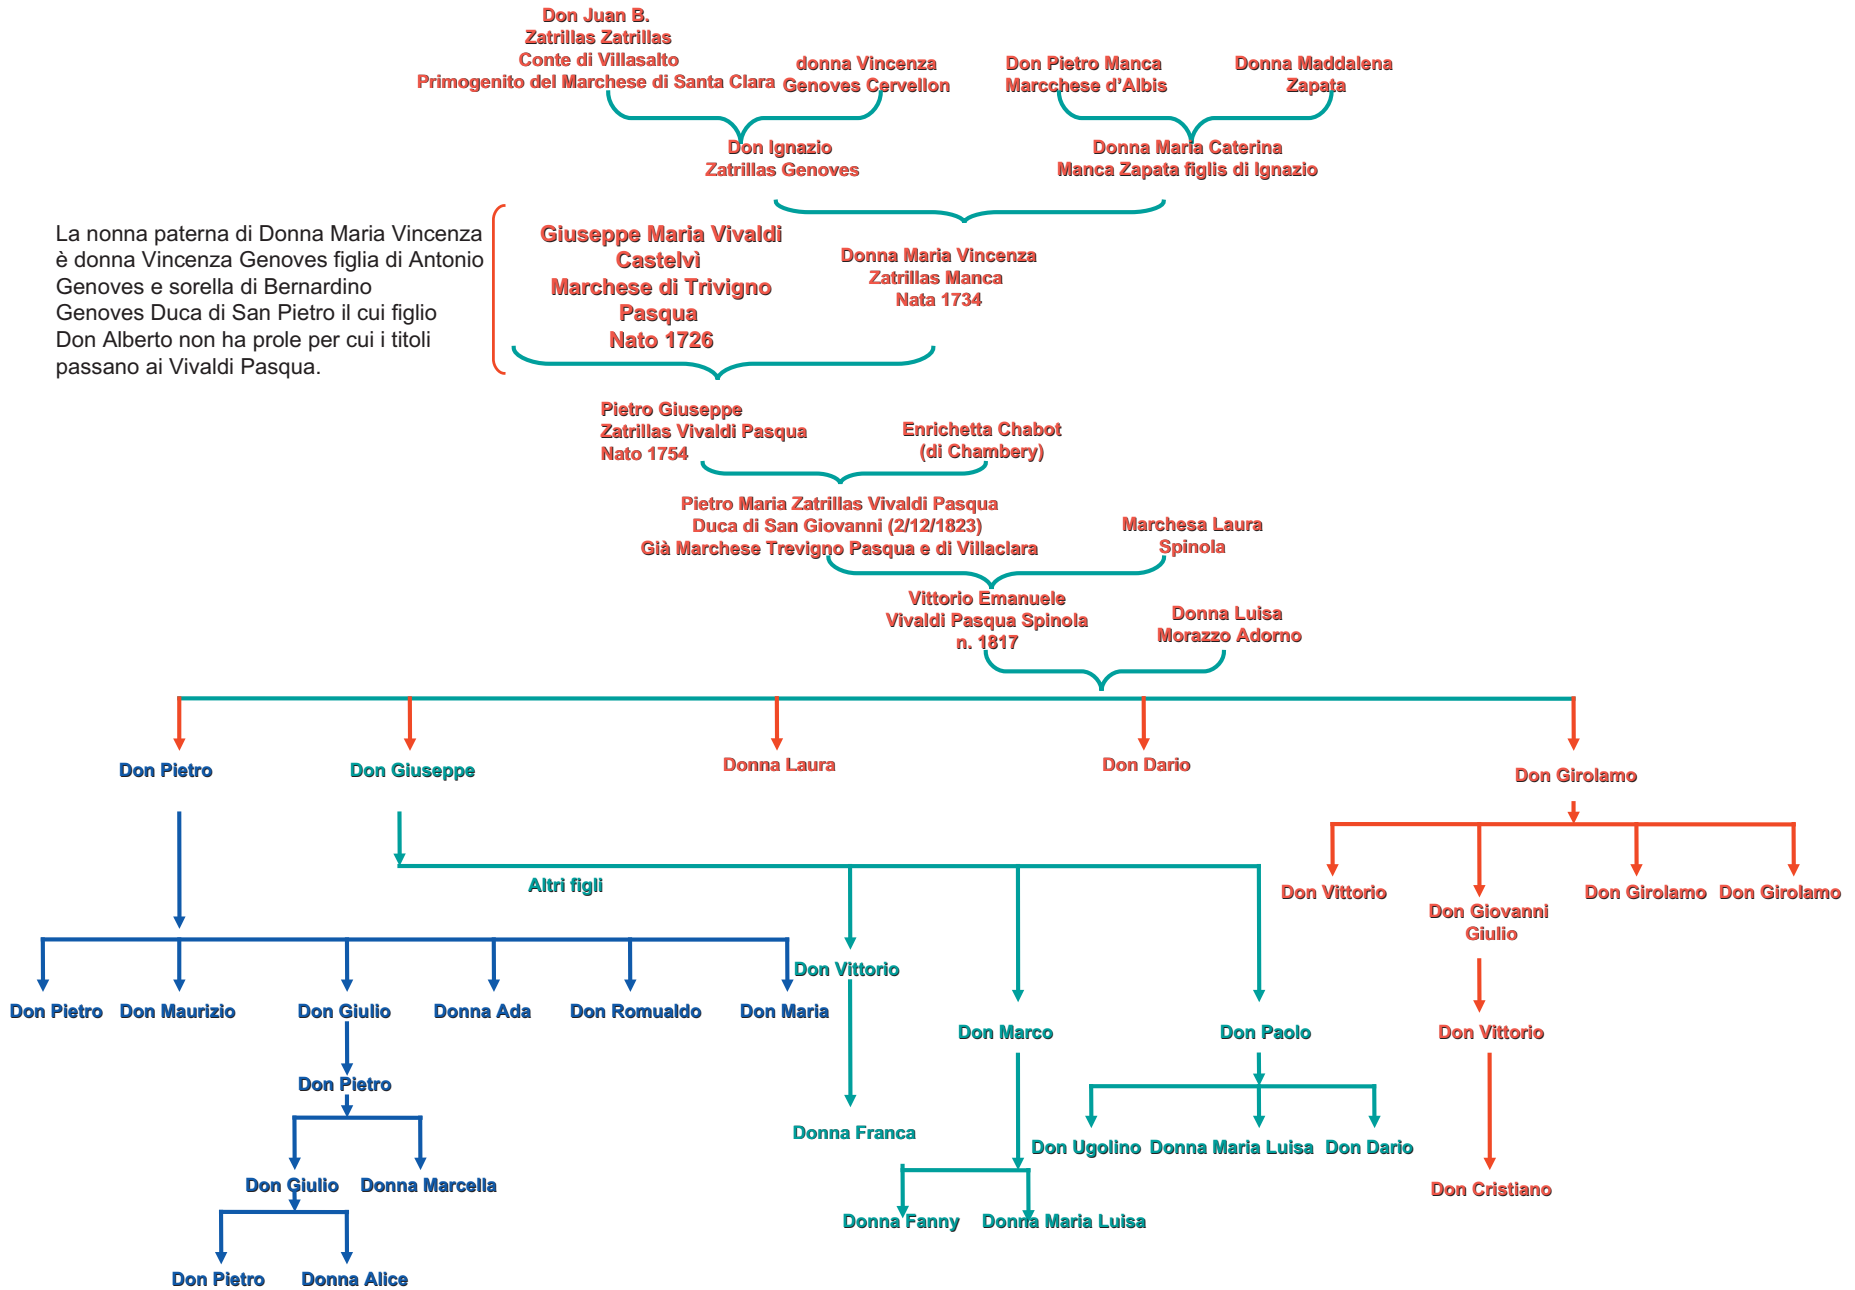 Don Juan B.
Zatrillas Zatrillas
Conte di Villasalto
Primogenito del Marchese di Santa Clara
donna Vincenza
Genoves Cervellon
Don Pietro Manca
Marcchese d'Albis
Donna Maddalena
Zapata
Don Ignazio
Zatrillas Genoves
Donna Maria Caterina
Manca Zapata figlis di Ignazio
La nonna paterna di Donna Maria Vincenza
è donna Vincenza Genoves figlia di Antonio
Genoves e sorella di Bernardino
Genoves Duca di San Pietro il cui figlio
Don Alberto non ha prole per cui i titoli
passano ai Vivaldi Pasqua.
Giuseppe Maria Vivaldi
Castelvì
Marchese di Trivigno
Pasqua
Nato 1726
Donna Maria Vincenza
Zatrillas Manca
Nata 1734
Pietro Giuseppe
Zatrillas Vivaldi Pasqua
Nato 1754
Enrichetta Chabot
(di Chambery)
Pietro Maria Zatrillas Vivaldi Pasqua
Duca di San Giovanni (2/12/1823)
Già Marchese Trevigno Pasqua e di Villaclara
Marchesa Laura
Spinola
Vittorio Emanuele
Vivaldi Pasqua Spinola
n. 1817
Donna Luisa
Morazzo Adorno
Don Pietro
Don Giuseppe
Donna Laura
Don Dario
Don Girolamo
Altri figli
Don Vittorio
Don Giovanni
Giulio
Don Girolamo
Don Girolamo
Don Vittorio
Don Pietro
Don Maurizio
Don Giulio
Donna Ada
Don Romualdo
Don Maria
Don Marco
Don Paolo
Don Vittorio
Don Pietro
Donna Franca
Don Ugolino
Donna Maria Luisa
Don Dario
Don Giulio
Donna Marcella
Don Cristiano
Donna Fanny
Donna Maria Luisa
Don Pietro
Donna Alice